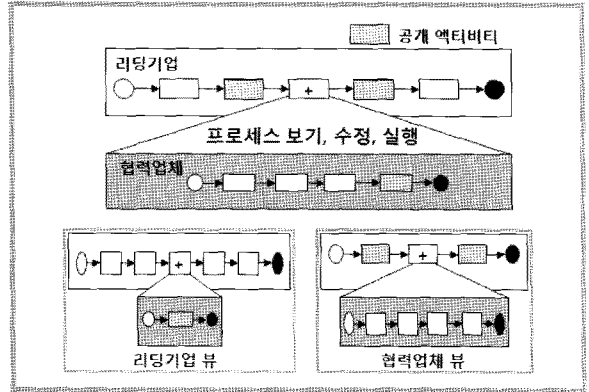 공개 액티비티
리딩기업
+
프로세스 보기, 수정, 실행
협력업체
+
+
리딩기업 뷰
협력업체 뷰